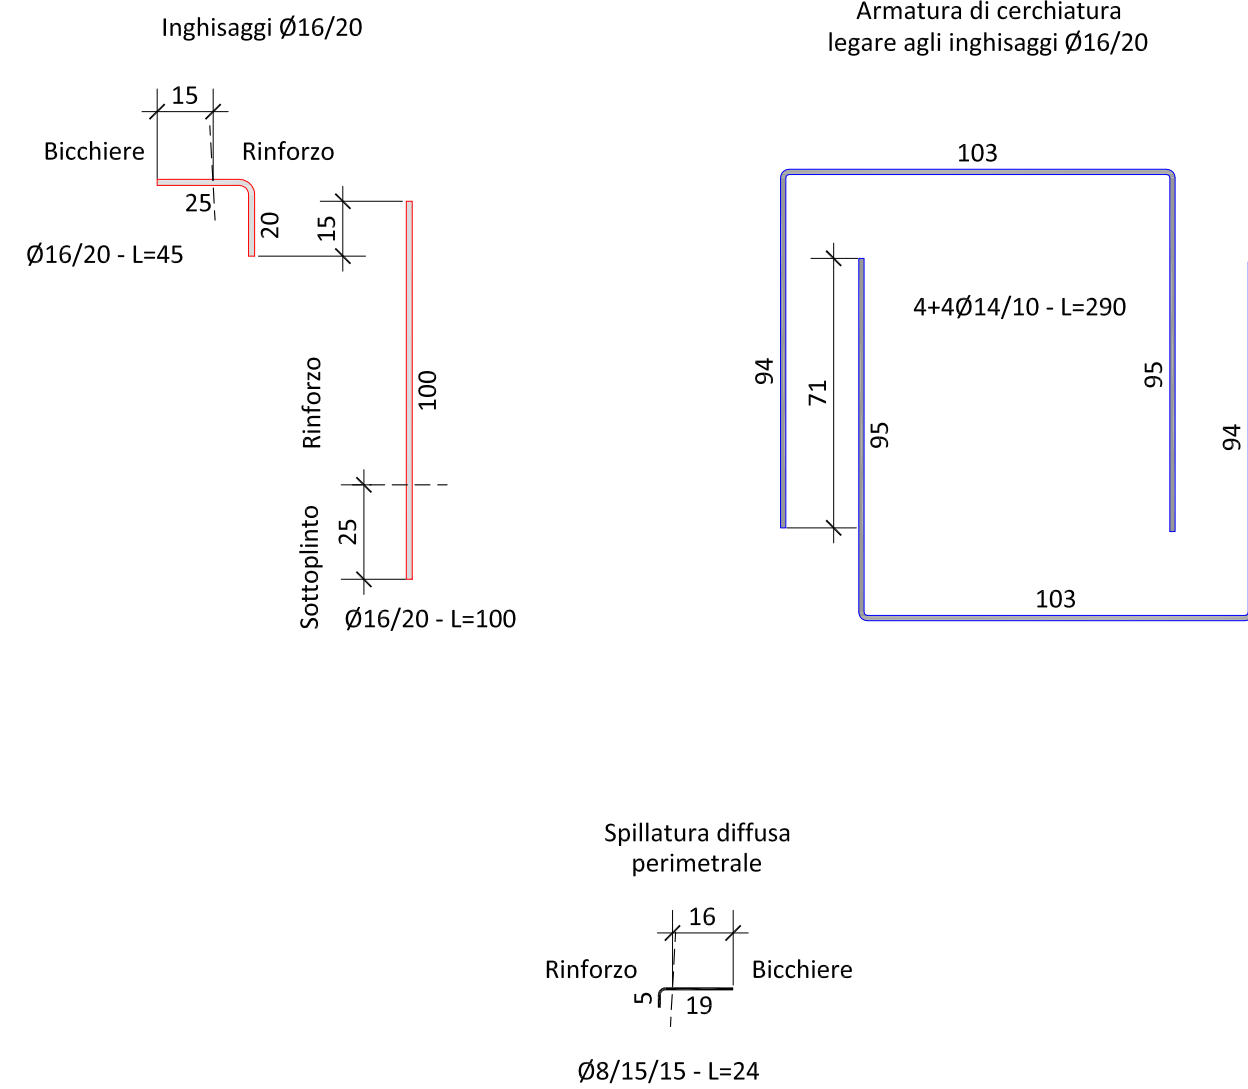 Inghisaggi Ø16/20
15
Bicchiere
Rinforzo
25
20
15
Ø16/20 - L=45
Rinforzo
100
Sottoplinto
25
Ø16/20 - L=100
Armatura di cerchiatura
legare agli inghisaggi Ø16/20
103
4+4Ø14/10 - L=290
94
71
95
95
94
103
Spillatura diffusa
perimetrale
16
Rinforzo
Bicchiere
5
19
Ø8/15/15 - L=24